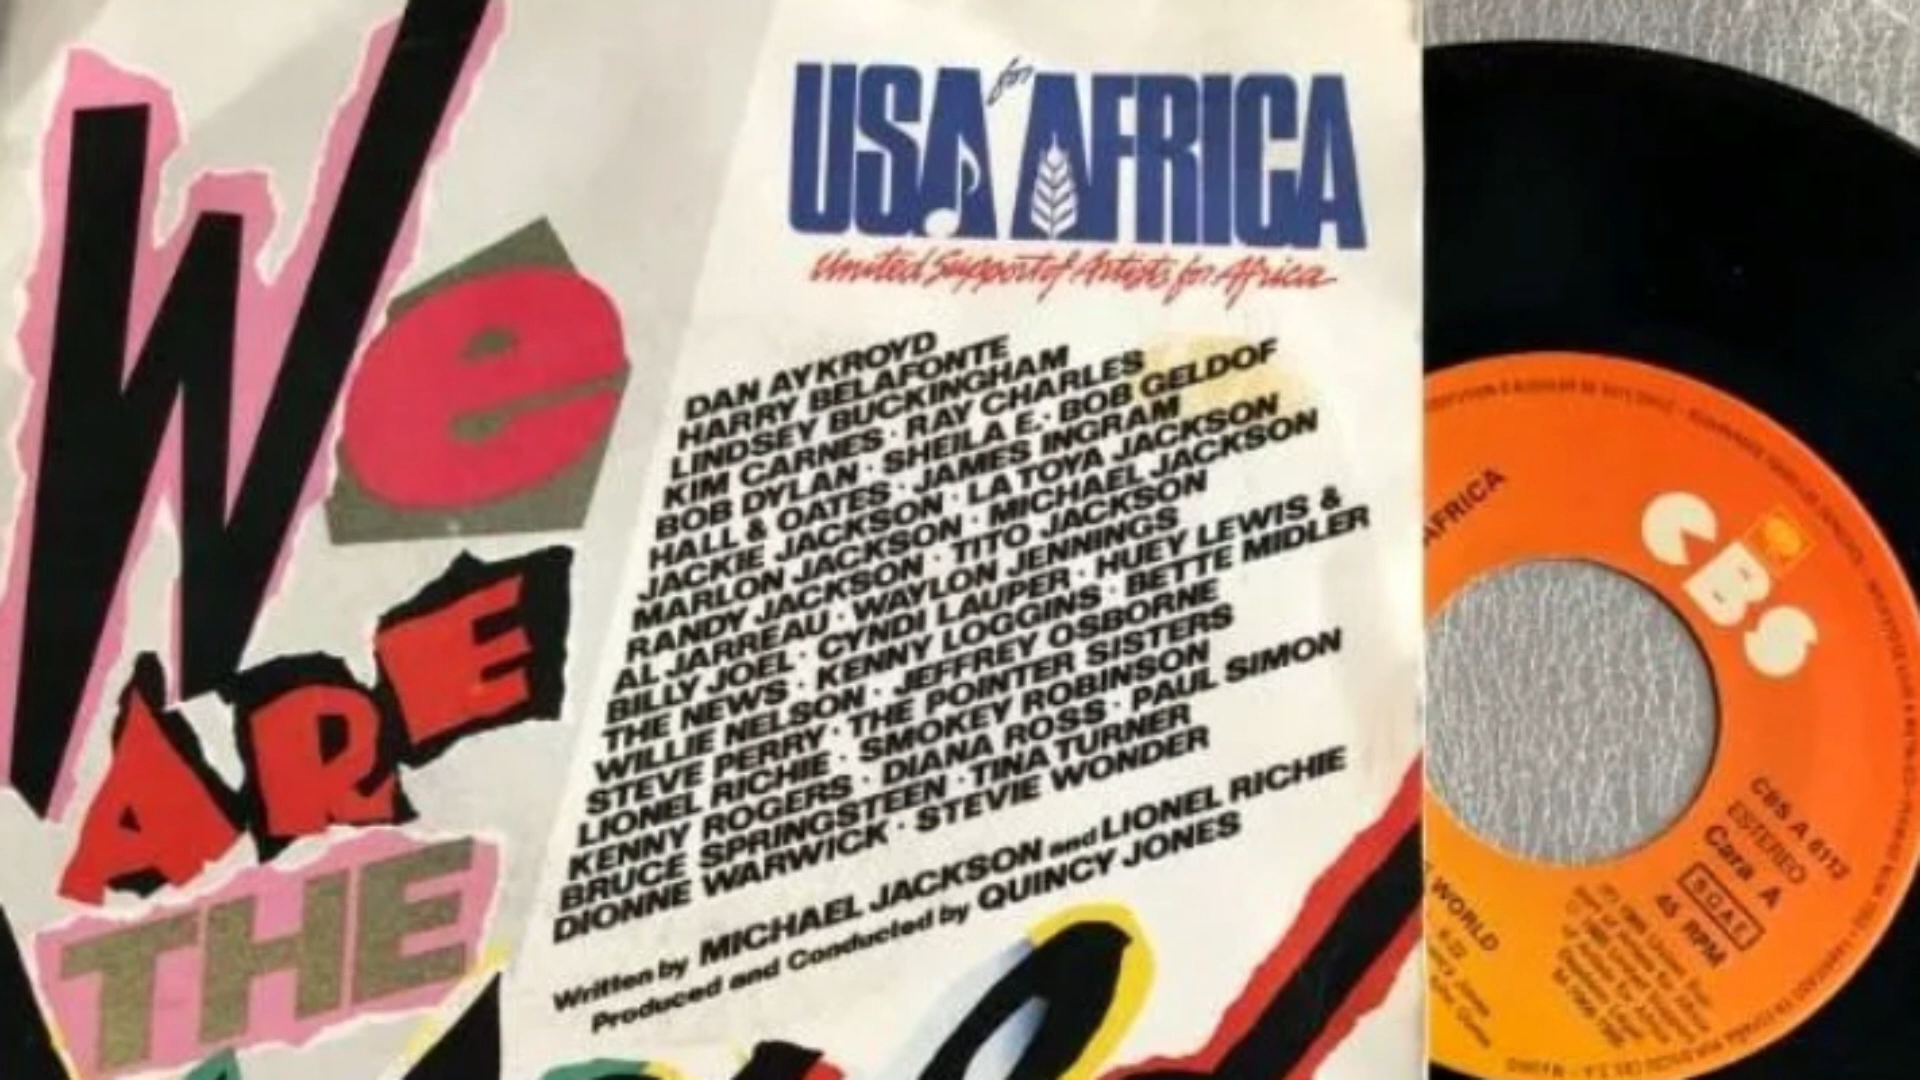 We
ARE
THE
USA for AFRICA
United Support of Artists for Africa
DAN AYKROYD
HARRY BELAFONTE
LINDSEY BUCKINGHAM
KIM CARNES · RAY CHARLES
BOB DYLAN · SHEILA E. · BOB GELDOF
HALL & OATES · JAMES INGRAM
JACKIE JACKSON · LA TOYA JACKSON
MARLON JACKSON · MICHAEL JACKSON
RANDY JACKSON · TITO JACKSON
AL JARREAU · WAYLON JENNINGS
BILLY JOEL · CYNDI LAUPER · HUEY LEWIS &
THE NEWS · KENNY LOGGINS · BETTE MIDLER
WILLIE NELSON · JEFFREY OSBORNE
STEVE PERRY · THE POINTER SISTERS
LIONEL RICHIE · SMOKEY ROBINSON
KENNY ROGERS · DIANA ROSS · PAUL SIMON
BRUCE SPRINGSTEEN · TINA TURNER
DIONNE WARWICK · STEVIE WONDER
Written by MICHAEL JACKSON and LIONEL RICHIE
Produced and Conducted by QUINCY JONES
AFRICA
CBS
CBS A 6112
ESTEREO
Cara A
SGAE
45 RPM
WORLD